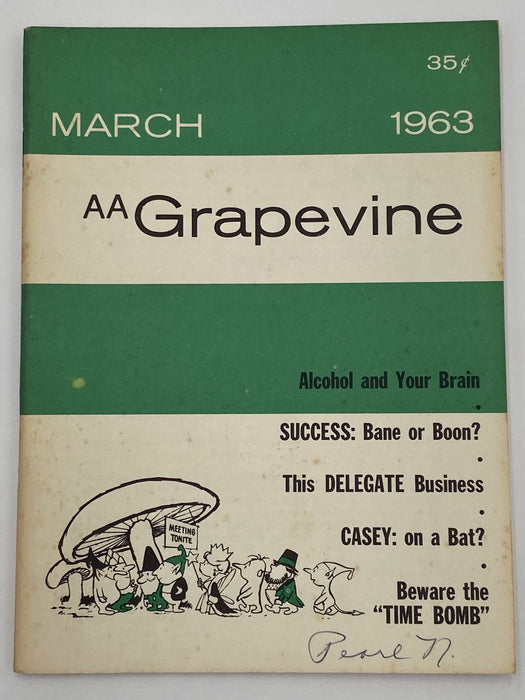 35¢
MARCH 1963
AA Grapevine
Alcohol and Your Brain
•
SUCCESS: Bane or Boon?
•
This DELEGATE Business
•
CASEY: on a Bat?
•
Beware the
"TIME BOMB"
MEETING
TONITE
Pearl N.